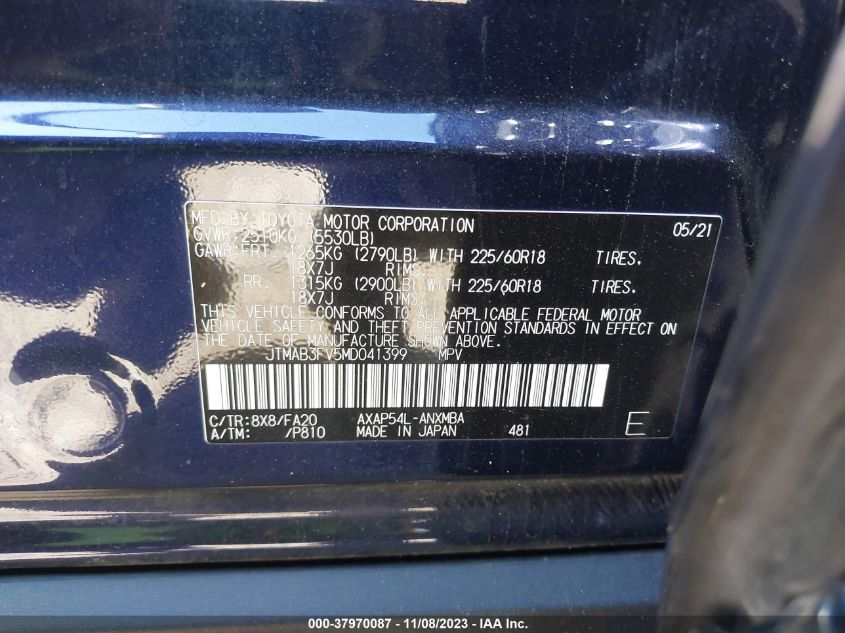 MFD BY: TOYOTA MOTOR CORPORATION 05/21
GVWR: 2510KG (6530LB)
GAWR: FRT 1265KG (2790LB) WITH 225/60R18 TIRES.
18X7J RIMS.
RR. 1315KG (2900LB) WITH 225/60R18 TIRES.
18X7J RIMS.
THIS VEHICLE CONFORMS TO ALL APPLICABLE FEDERAL MOTOR
VEHICLE SAFETY AND THEFT PREVENTION STANDARDS IN EFFECT ON
THE DATE OF MANUFACTURE SHOWN ABOVE.
JTMAB3FV5MD041399 MPV
C/TR: 8X8/FA20 AXAP54L-ANXMBA
A/TM: /P810 MADE IN JAPAN 481 E
000-37970087 - 11/08/2023 - IAA Inc.